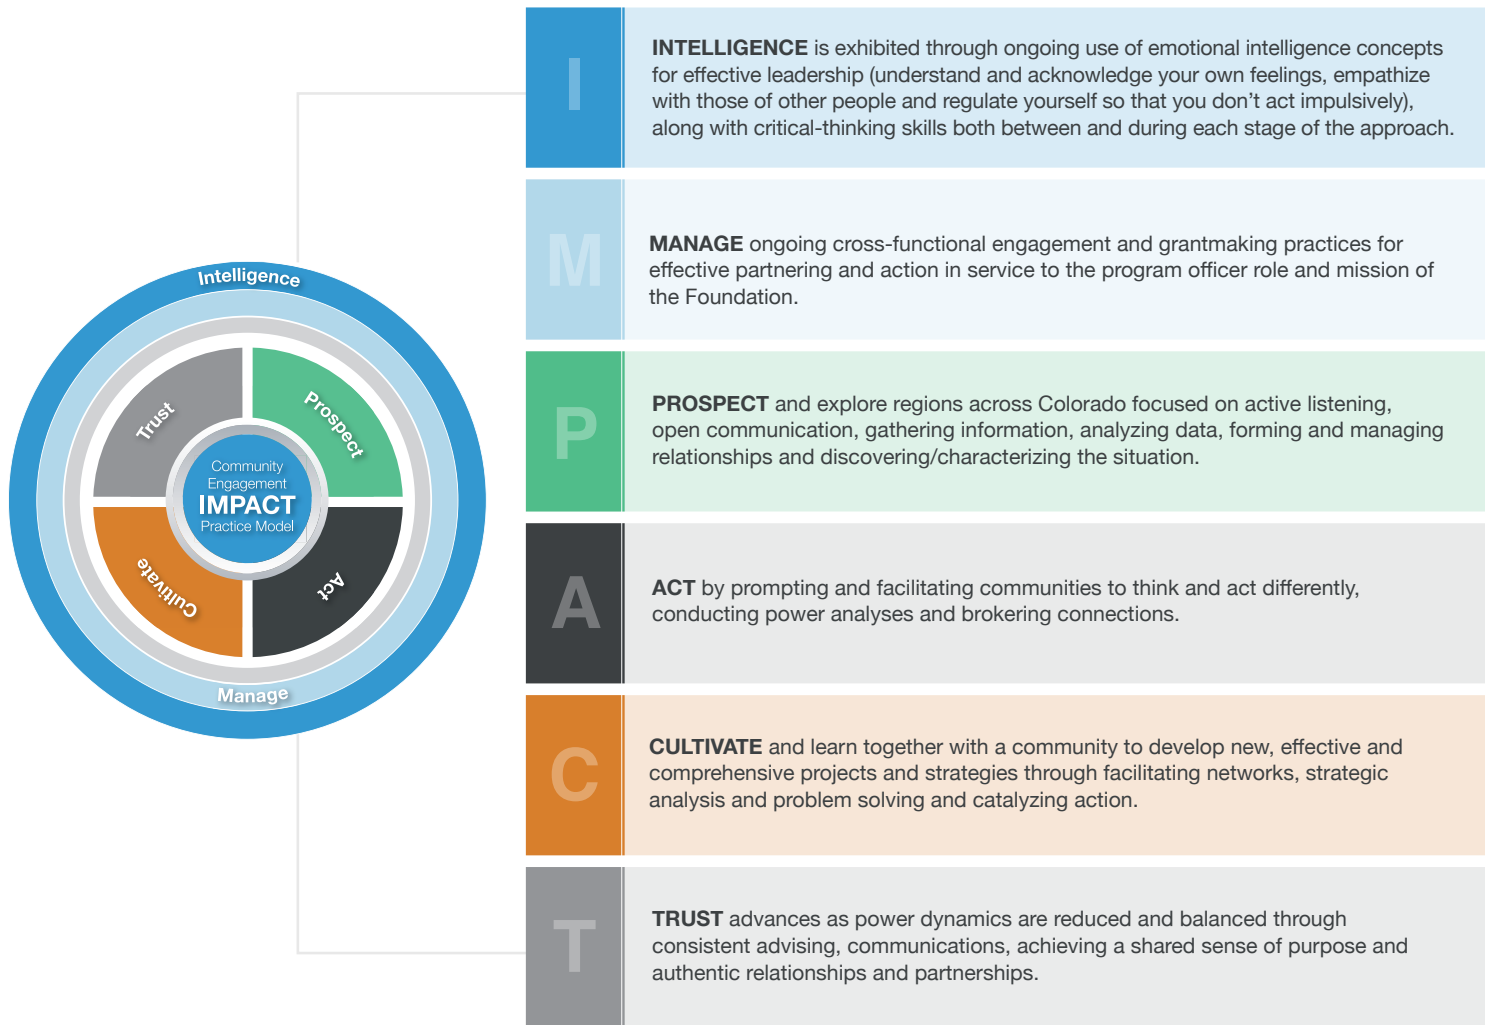 Intelligence
Trust
Prospect
Community
Engagement
IMPACT
Practice Model
Cultivate
Act
Manage
I
INTELLIGENCE is exhibited through ongoing use of emotional intelligence concepts
for effective leadership (understand and acknowledge your own feelings, empathize
with those of other people and regulate yourself so that you don’t act impulsively),
along with critical-thinking skills both between and during each stage of the approach.
M
MANAGE ongoing cross-functional engagement and grantmaking practices for
effective partnering and action in service to the program officer role and mission of
the Foundation.
P
PROSPECT and explore regions across Colorado focused on active listening,
open communication, gathering information, analyzing data, forming and managing
relationships and discovering/characterizing the situation.
A
ACT by prompting and facilitating communities to think and act differently,
conducting power analyses and brokering connections.
C
CULTIVATE and learn together with a community to develop new, effective and
comprehensive projects and strategies through facilitating networks, strategic
analysis and problem solving and catalyzing action.
T
TRUST advances as power dynamics are reduced and balanced through
consistent advising, communications, achieving a shared sense of purpose and
authentic relationships and partnerships.